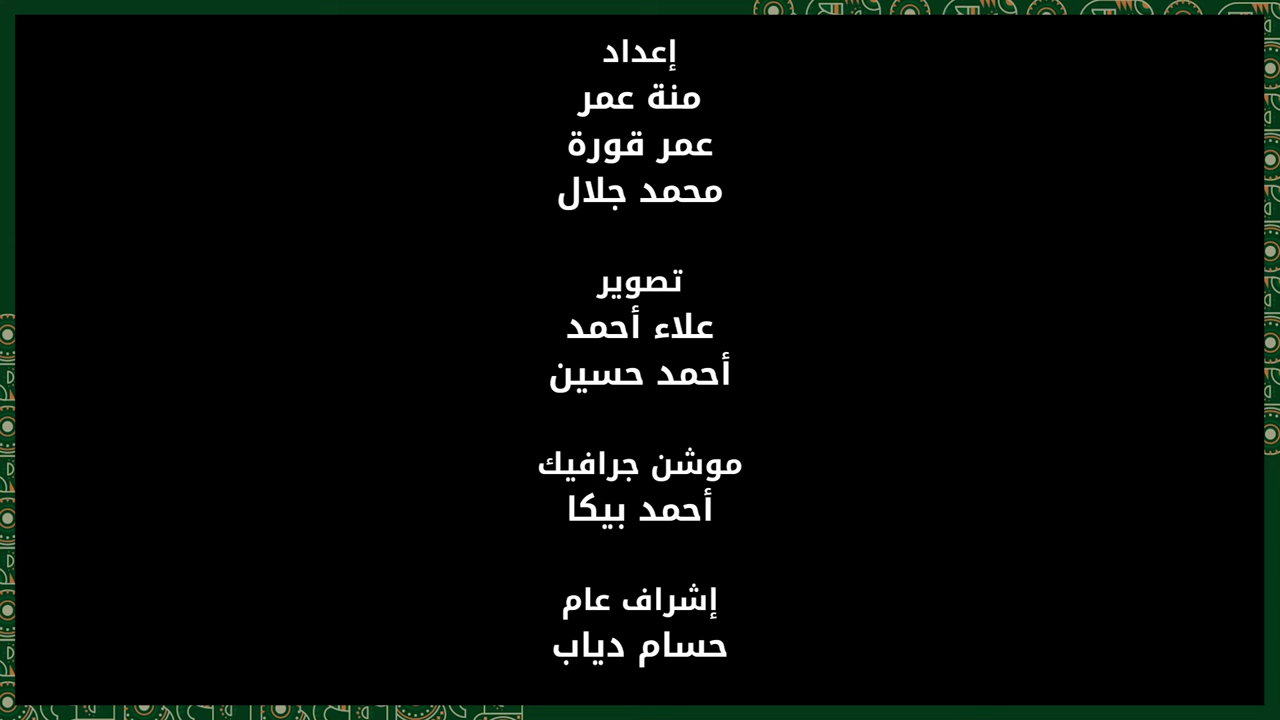 إعداد
منة عمر
عمر قورة
محمد جلال
تصوير
علاء أحمد
أحمد حسين
موشن جرافيك
أحمد بيكا
إشراف عام
حسام دياب